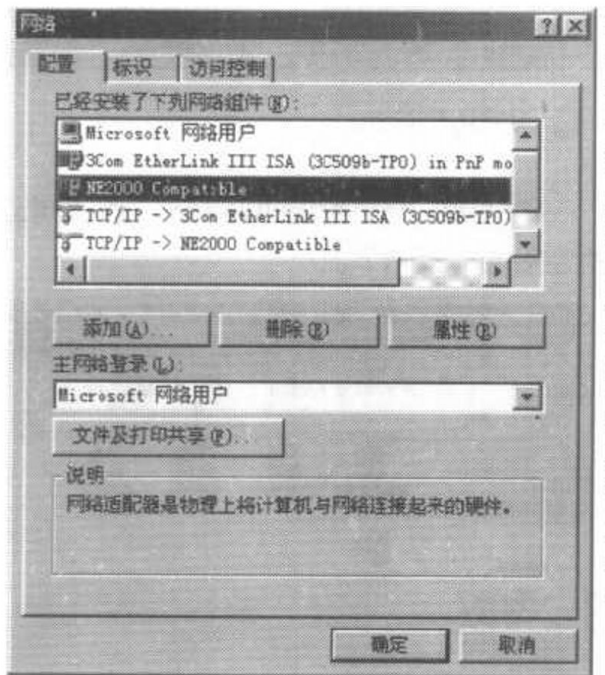 网络
配置 标识 访问控制
已经安装了下列网络组件(N):
Microsoft 网络用户
3Com EtherLink III ISA (3C509b-TPO) in PnP mo
NE2000 Compatible
TCP/IP -> 3Com EtherLink III ISA (3C509b-TPO)
TCP/IP -> NE2000 Compatible
添加(A)... 删除(R) 属性(R)
主网络登录(L):
Microsoft 网络用户
文件及打印共享(F)...
说明
网络适配器是物理上将计算机与网络连接起来的硬件。
确定 取消